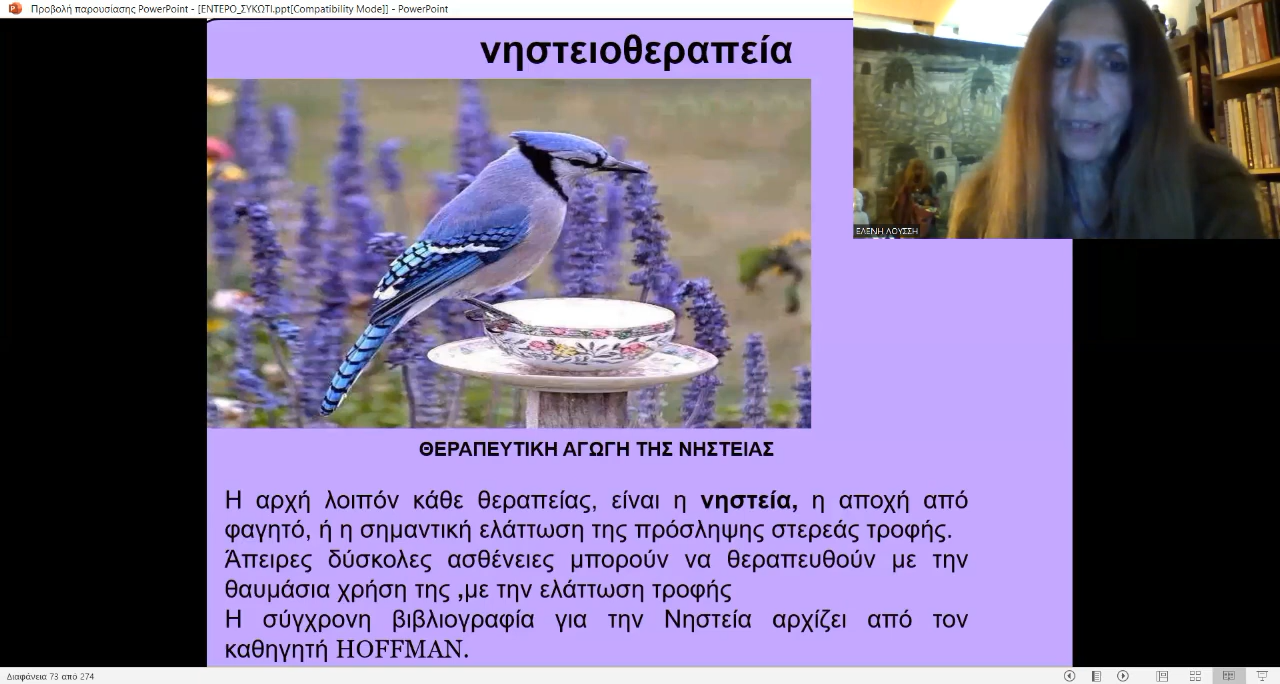 Προβολή παρουσίασης PowerPoint - [ΕΝΤΕΡΟ_ΣΥΚΩΤΙ.ppt[Compatibility Mode]] - PowerPoint
νηστειοθεραπεία
ΕΛΕΝΗ ΛΟΥΣΣΗ
ΘΕΡΑΠΕΥΤΙΚΗ ΑΓΩΓΗ ΤΗΣ ΝΗΣΤΕΙΑΣ
Η αρχή λοιπόν κάθε θεραπείας, είναι η νηστεία, η αποχή από
φαγητό, ή η σημαντική ελάττωση της πρόσληψης στερεάς τροφής.
Άπειρες δύσκολες ασθένειες μπορούν να θεραπευθούν με την
θαυμάσια χρήση της ,με την ελάττωση τροφής
Η σύγχρονη βιβλιογραφία για την Νηστεία αρχίζει από τον
καθηγητή HOFFMAN.
Διαφάνεια 73 από 274